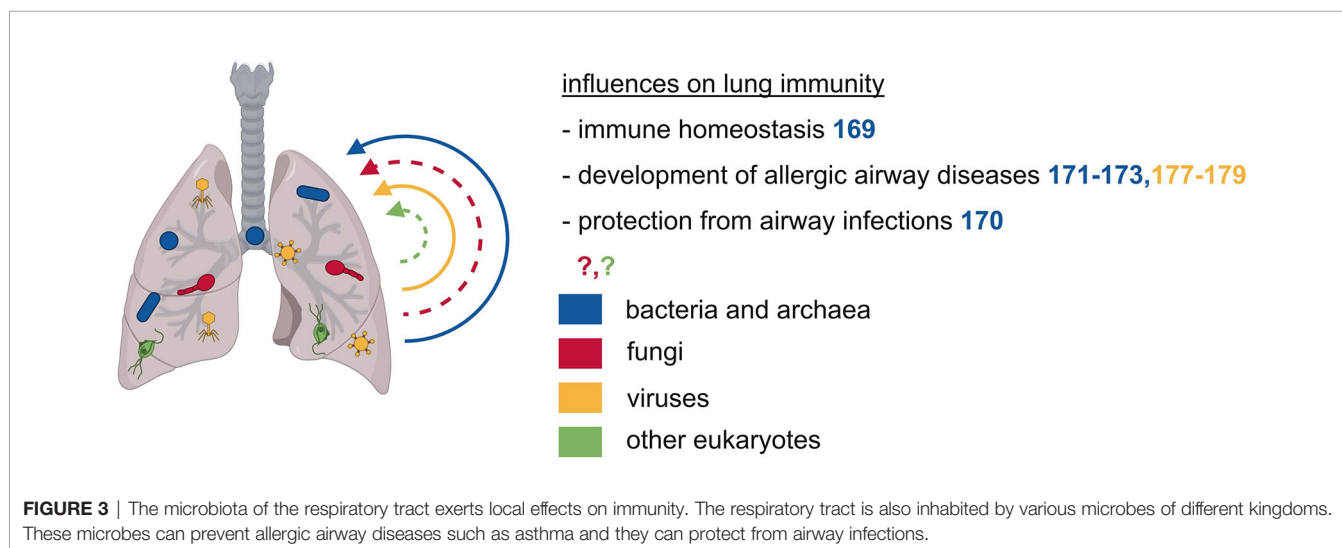 influences on lung immunity
- immune homeostasis 169
- development of allergic airway diseases 171-173,177-179
- protection from airway infections 170
?,?
bacteria and archaea
fungi
viruses
other eukaryotes
FIGURE 3 | The microbiota of the respiratory tract exerts local effects on immunity. The respiratory tract is also inhabited by various microbes of different kingdoms.
These microbes can prevent allergic airway diseases such as asthma and they can protect from airway infections.